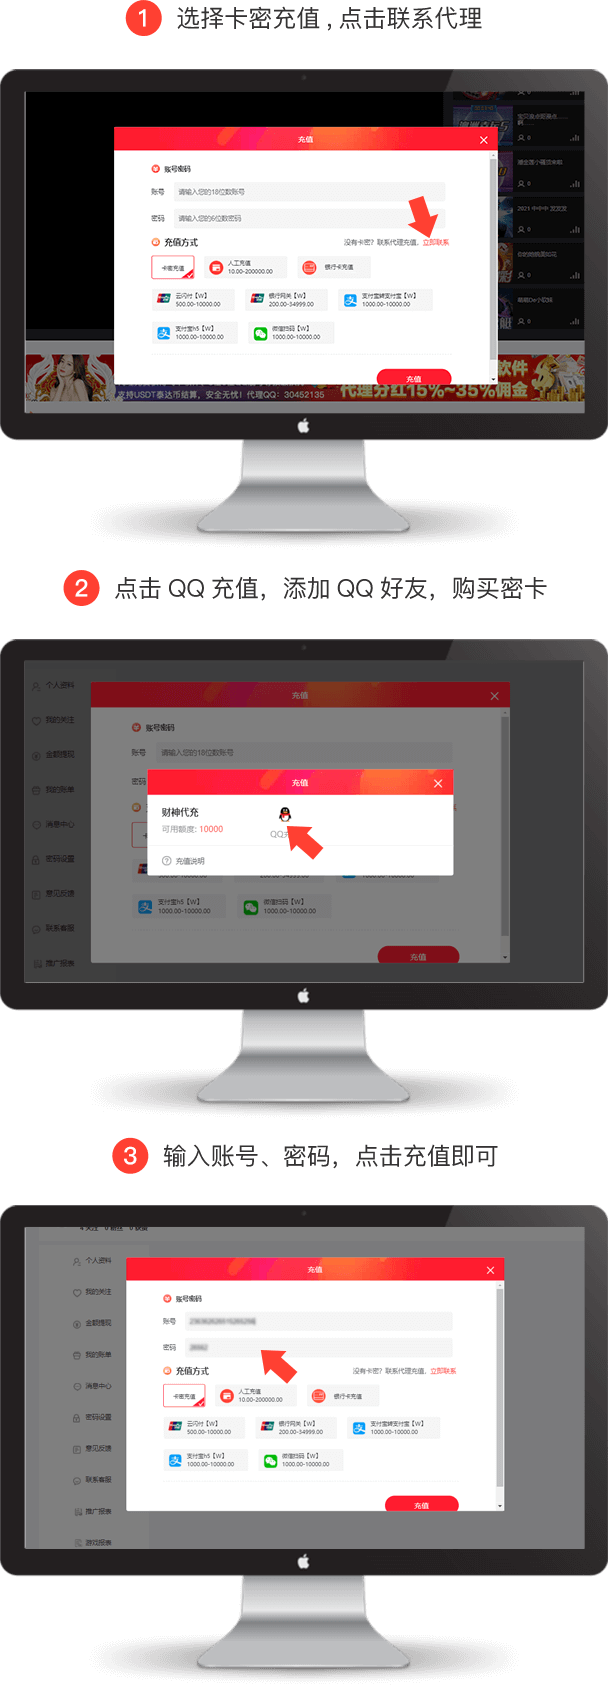 1 选择卡密充值，点击联系代理
充值
账号密码
账号 请输入您的18位数账号
密码 请输入您的6位数密码
充值方式 没有卡密？联系代理充值，立即联系
卡密充值
人工充值
10.00-200000.00
银行卡充值
云闪付【W】
500.00-10000.00
银行网关【W】
200.00-34999.00
支付宝转支付宝【W】
1000.00-10000.00
支付宝h5【W】
1000.00-10000.00
微信扫码【W】
1000.00-10000.00
充值
2021 中中中 汶汶汶
软件
支持USDT泰达币结算，安全无忧！代理QQ：30452135
代理分红15%~35%佣金
2 点击 QQ 充值，添加 QQ 好友，购买密卡
个人资料
我的关注
金额提现
我的账单
消息中心
密码设置
意见反馈
联系客服
推广报表
充值
账号密码
账号 请输入您的18位数账号
密码
充值
财神代充
可用额度: 10000
充值说明
支付宝h5【W】
1000.00-10000.00
微信扫码【W】
1000.00-10000.00
充值
3 输入账号、密码，点击充值即可
个人资料
我的关注
金额提现
我的账单
消息中心
密码设置
意见反馈
联系客服
推广报表
游戏报表
充值
账号密码
账号
密码
充值方式 没有卡密？联系代理充值，立即联系
卡密充值
人工充值
10.00-200000.00
银行卡充值
云闪付【W】
500.00-10000.00
银行网关【W】
200.00-34999.00
支付宝转支付宝【W】
1000.00-10000.00
支付宝h5【W】
1000.00-10000.00
微信扫码【W】
1000.00-10000.00
充值